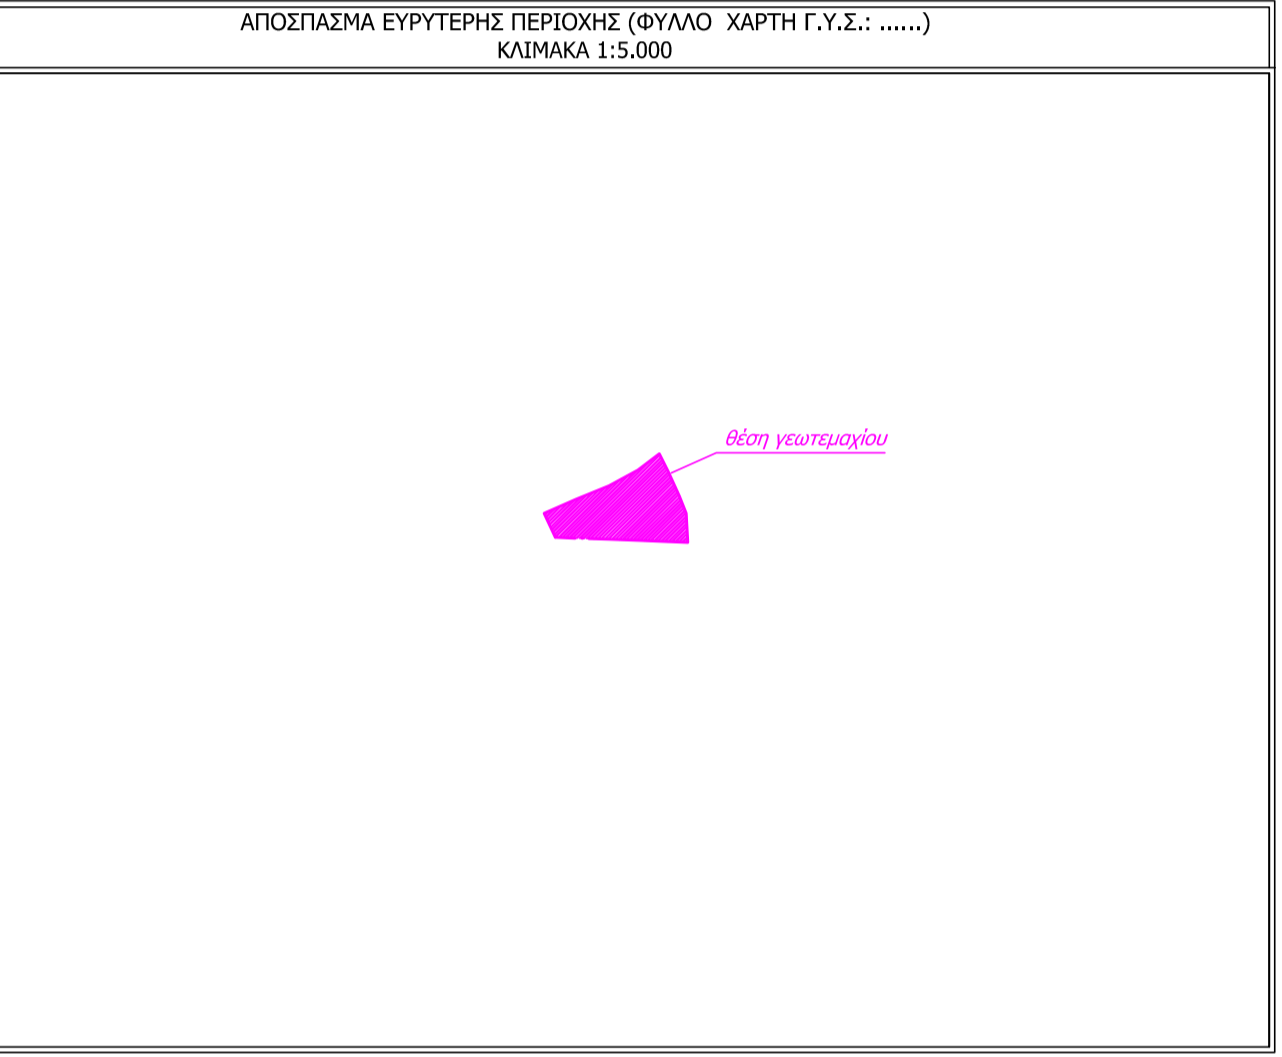 ΑΠΟΣΠΑΣΜΑ ΕΥΡΥΤΕΡΗΣ ΠΕΡΙΟΧΗΣ (ΦΥΛΛΟ ΧΑΡΤΗ Γ.Υ.Σ.: ......)
ΚΛΙΜΑΚΑ 1:5.000
θέση γεωτεμαχίου